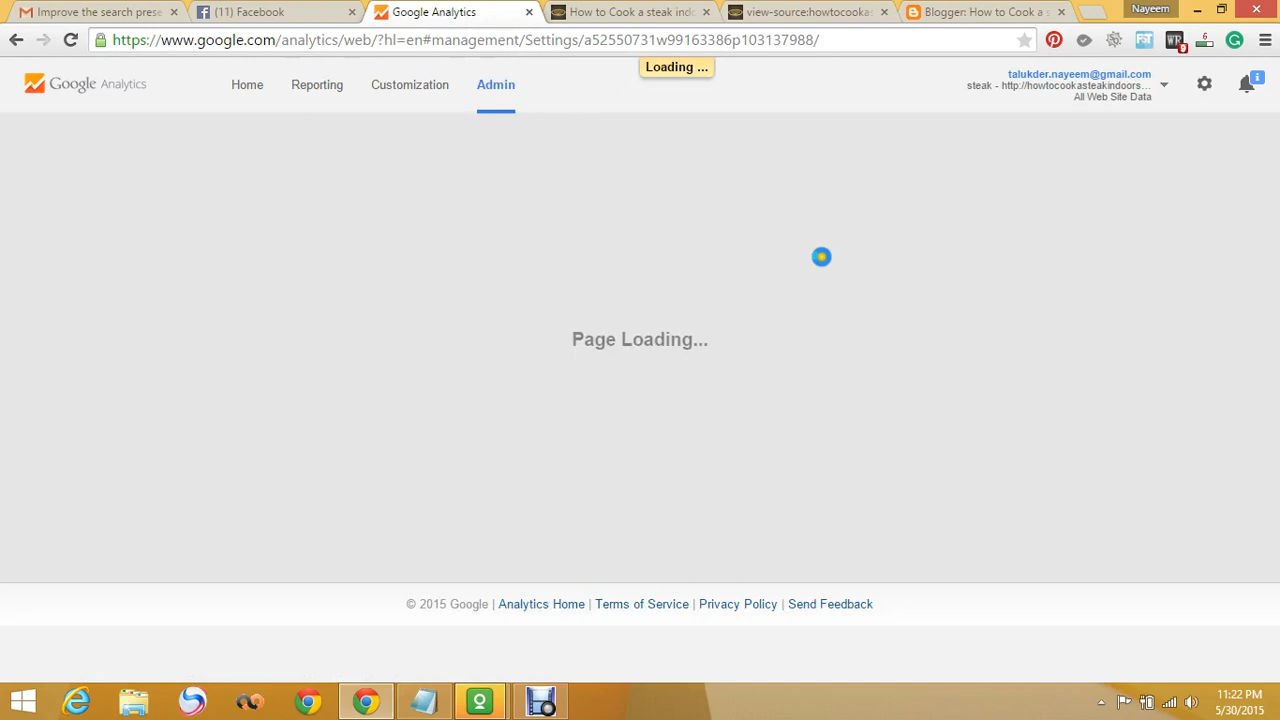 Improve the search prese
(11) Facebook
Google Analytics
How to Cook a steak indo
view-source:howtocookas
Blogger: How to Cook a s
Nayeem
https://www.google.com/analytics/web/?hl=en#management/Settings/a52550731w99163386p103137988/
Loading ...
Google Analytics
Home
Reporting
Customization
Admin
talukder.nayeem@gmail.com
steak - http://howtocookasteakindoors...
All Web Site Data
Page Loading...
© 2015 Google | Analytics Home | Terms of Service | Privacy Policy | Send Feedback
11:22 PM
5/30/2015